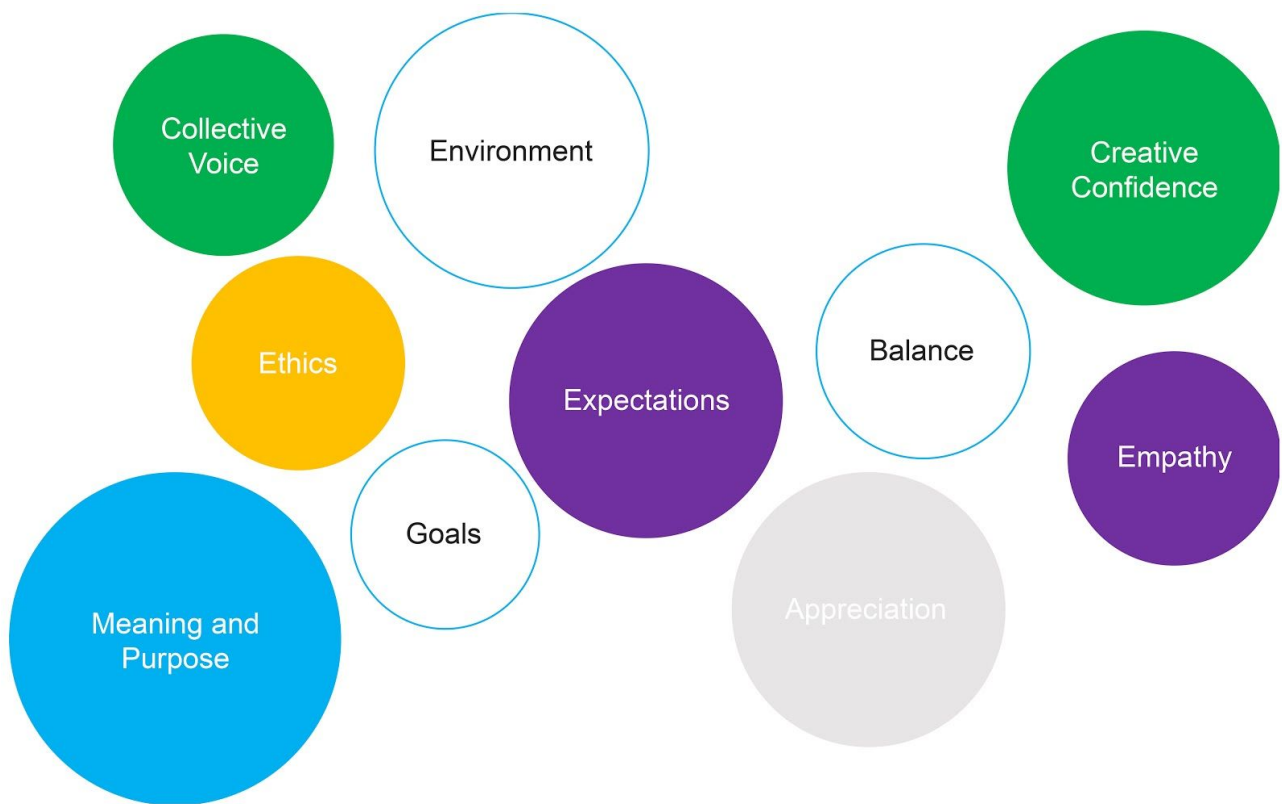 Collective
Voice
Environment
Creative
Confidence
Ethics
Expectations
Balance
Empathy
Goals
Meaning and
Purpose
Appreciation